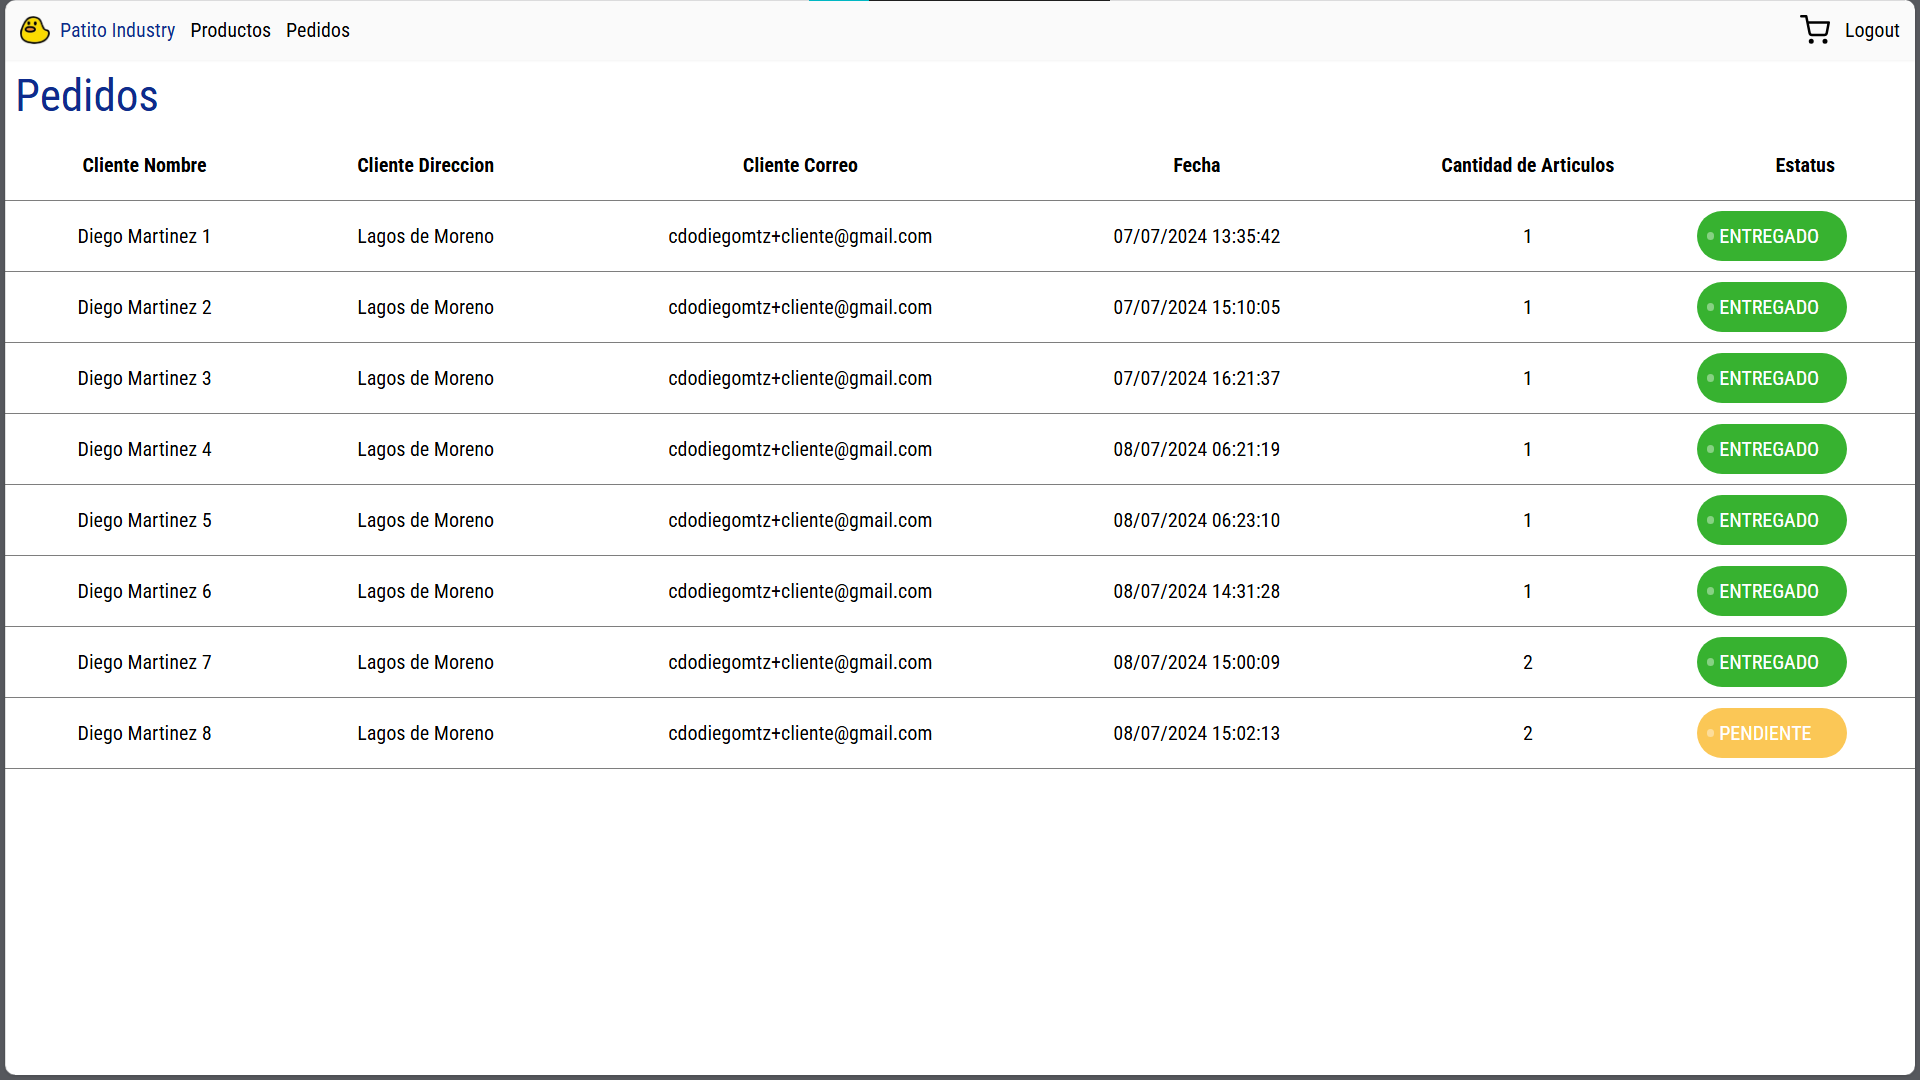 Patito Industry Productos Pedidos Logout
Pedidos
Cliente Nombre Cliente Direccion Cliente Correo Fecha Cantidad de Articulos Estatus
Diego Martinez 1 Lagos de Moreno cdodiegomtz+cliente@gmail.com 07/07/2024 13:35:42 1 ENTREGADO
Diego Martinez 2 Lagos de Moreno cdodiegomtz+cliente@gmail.com 07/07/2024 15:10:05 1 ENTREGADO
Diego Martinez 3 Lagos de Moreno cdodiegomtz+cliente@gmail.com 07/07/2024 16:21:37 1 ENTREGADO
Diego Martinez 4 Lagos de Moreno cdodiegomtz+cliente@gmail.com 08/07/2024 06:21:19 1 ENTREGADO
Diego Martinez 5 Lagos de Moreno cdodiegomtz+cliente@gmail.com 08/07/2024 06:23:10 1 ENTREGADO
Diego Martinez 6 Lagos de Moreno cdodiegomtz+cliente@gmail.com 08/07/2024 14:31:28 1 ENTREGADO
Diego Martinez 7 Lagos de Moreno cdodiegomtz+cliente@gmail.com 08/07/2024 15:00:09 2 ENTREGADO
Diego Martinez 8 Lagos de Moreno cdodiegomtz+cliente@gmail.com 08/07/2024 15:02:13 2 PENDIENTE